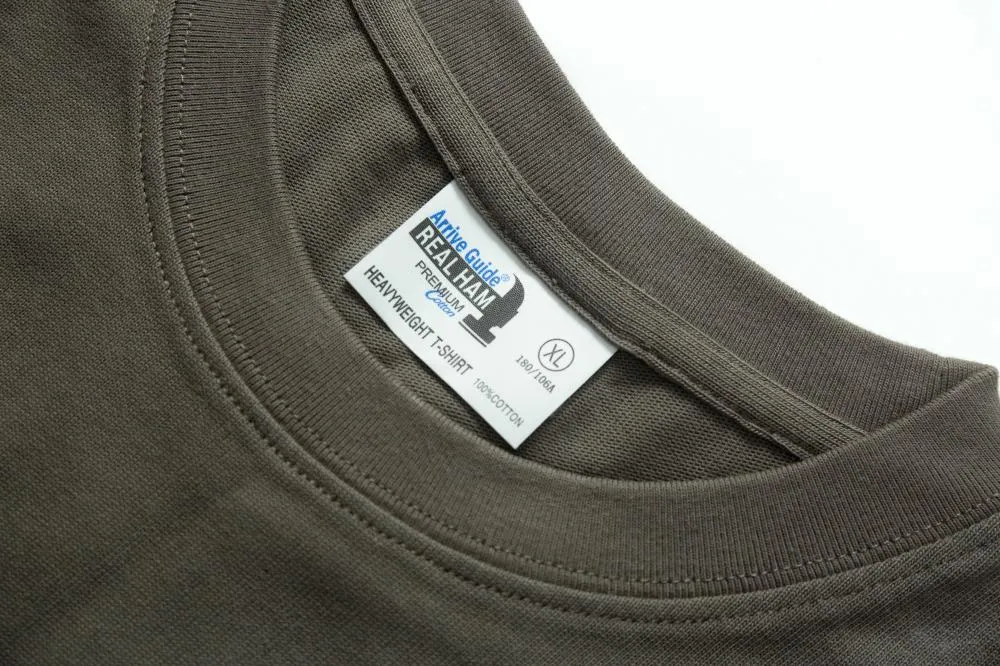 Arrive Guide®
REAL HAM
PREMIUM
Cotton
HEAVYWEIGHT T-SHIRT
XL
180/106A
100%COTTON